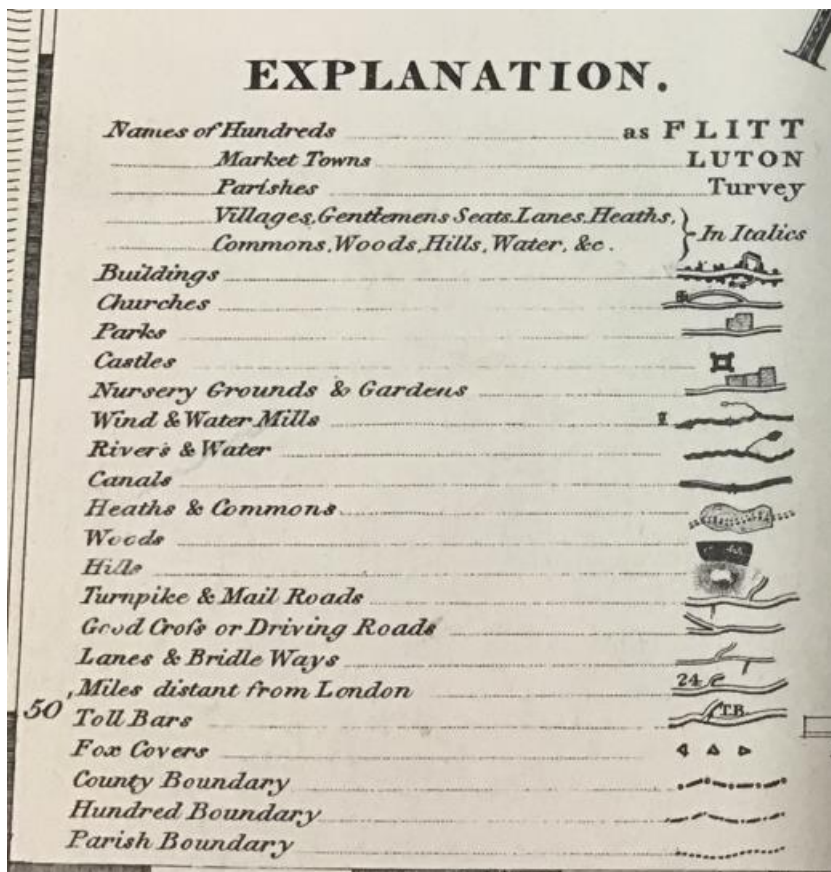 EXPLANATION.
Names of Hundreds as FLITT
Market Towns LUTON
Parishes Turvey
Villages, Gentlemens Seats, Lanes, Heaths,
Commons, Woods, Hills, Water, &c. } In Italics
Buildings
Churches
Parks
Castles
Nursery Grounds & Gardens
Wind & Water Mills
Rivers & Water
Canals
Heaths & Commons
Woods
Hills
Turnpike & Mail Roads
Good Croſs or Driving Roads
Lanes & Bridle Ways
Miles distant from London 24
50 Toll Bars T.B.
Fox Covers
County Boundary
Hundred Boundary
Parish Boundary